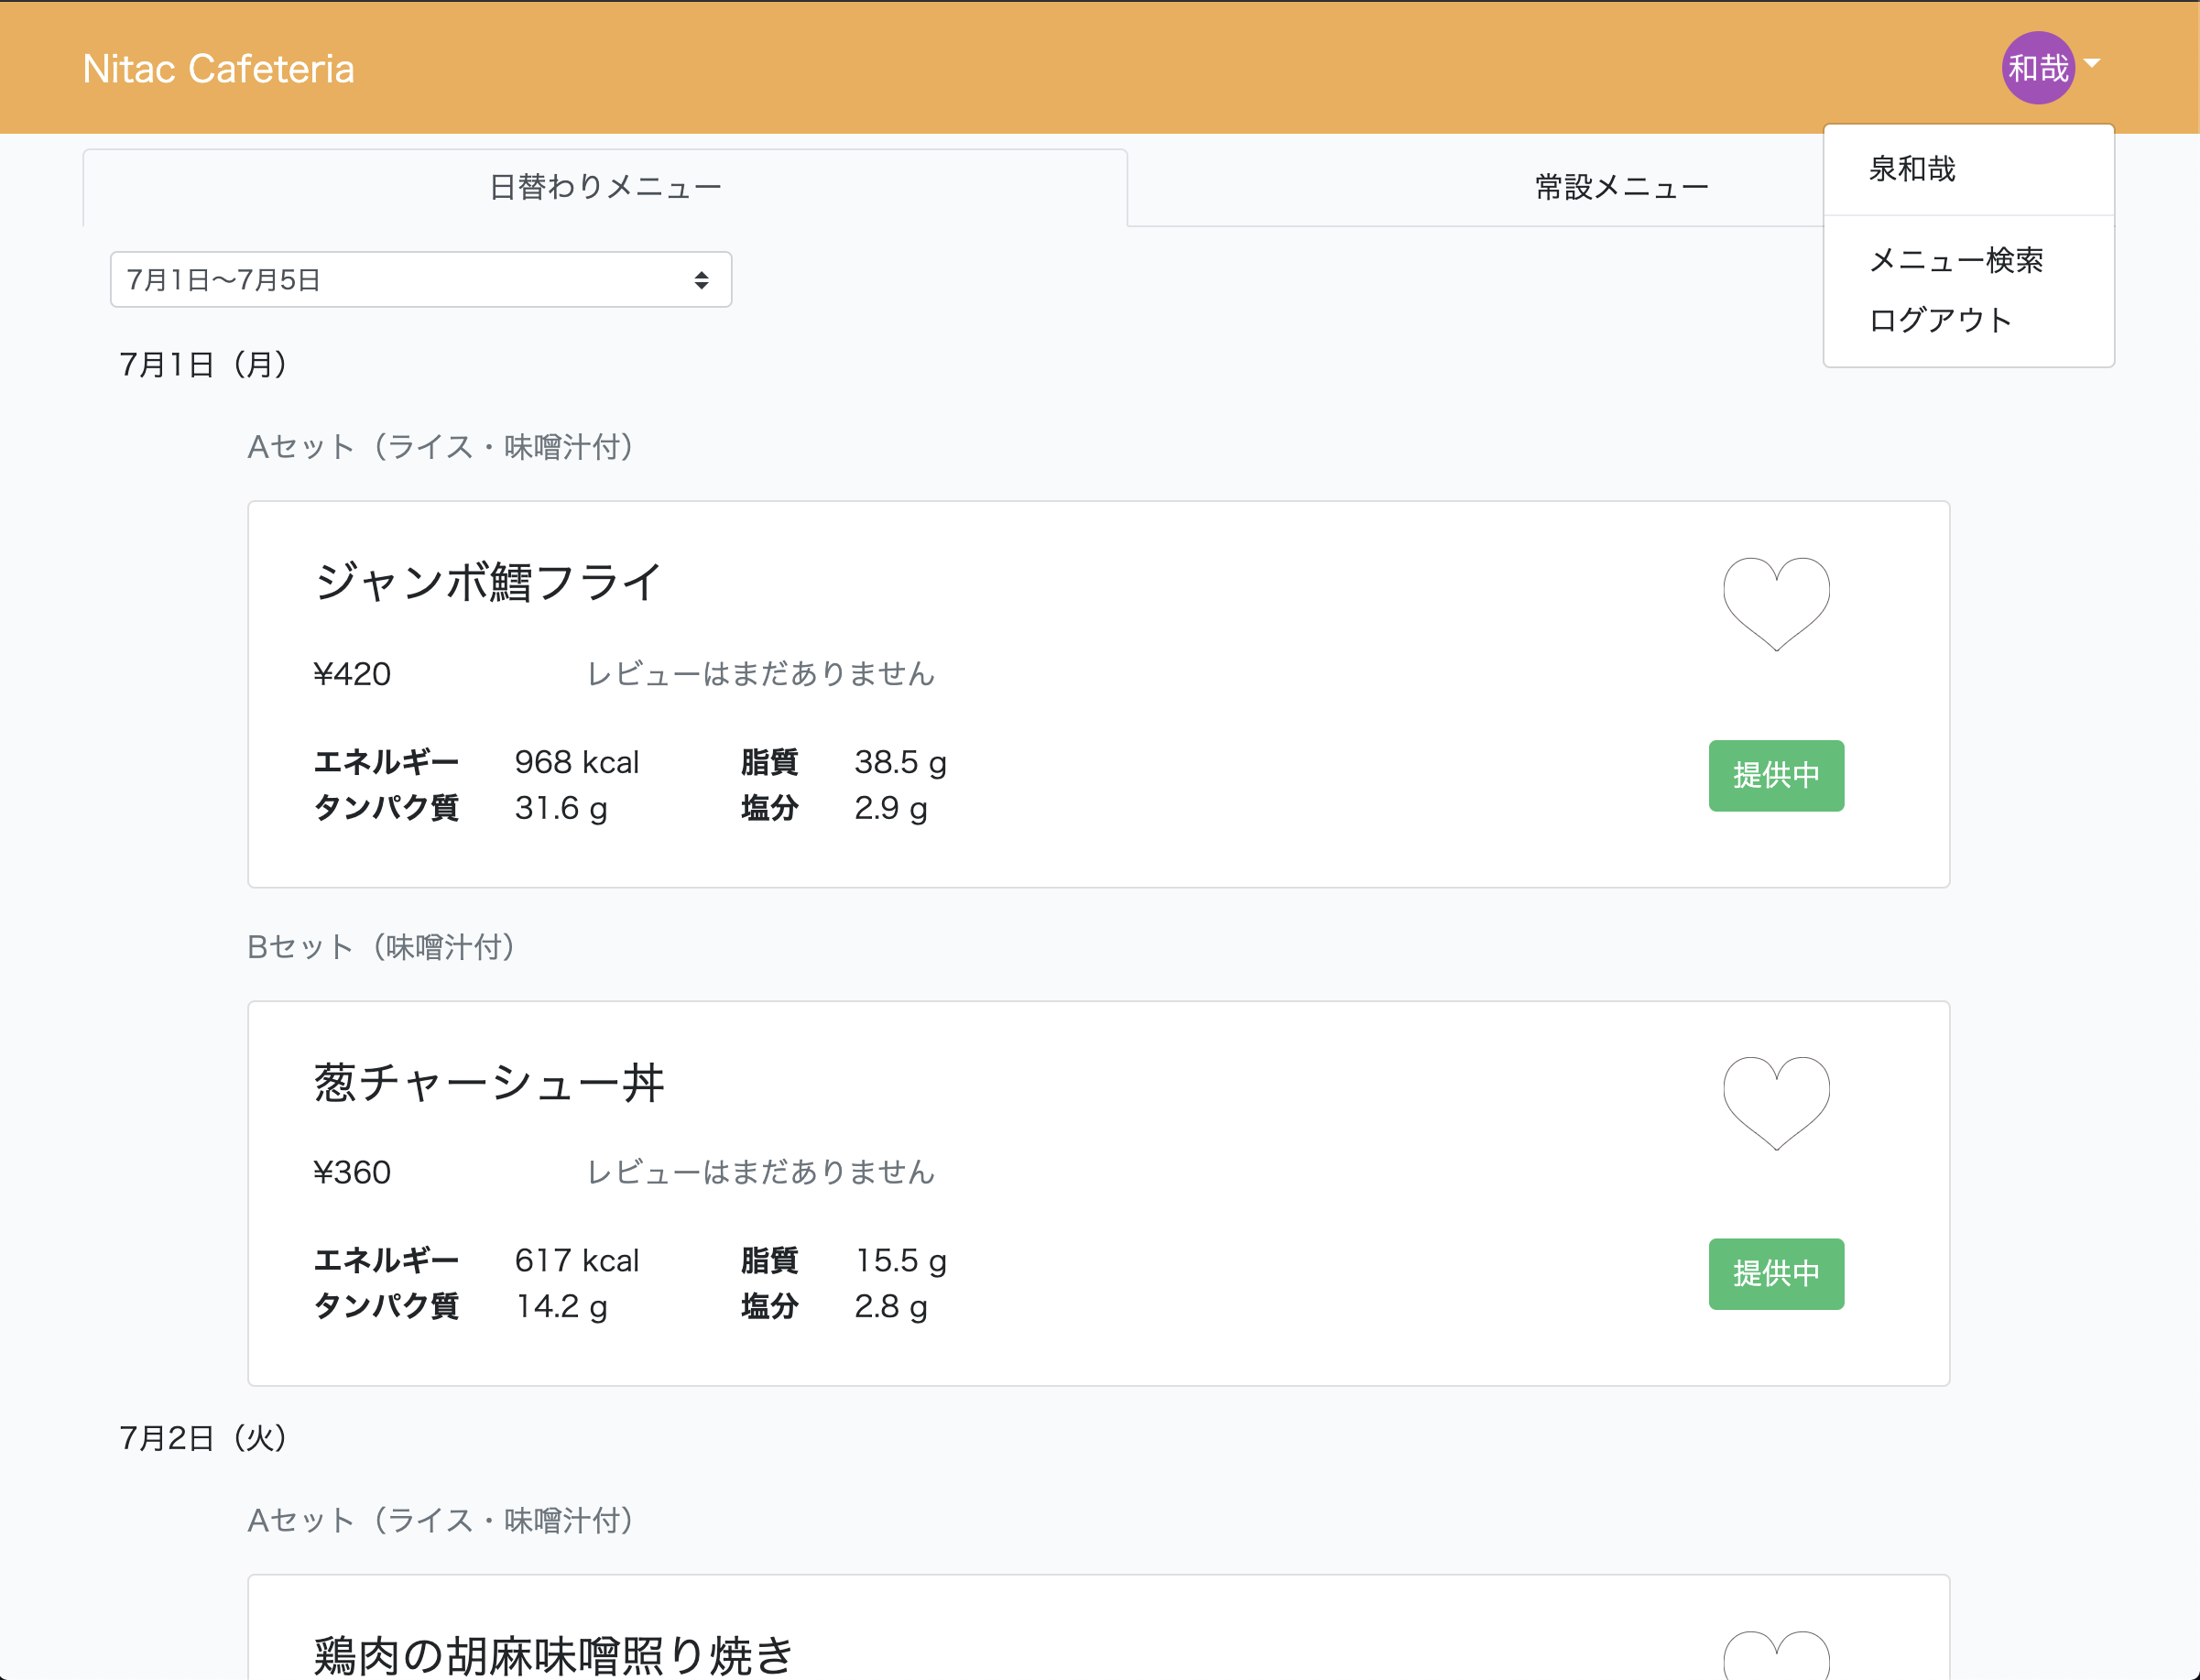 Nitac Cafeteria
和哉
泉和哉
メニュー検索
ログアウト
日替わりメニュー
常設メニュー
7月1日〜7月5日
7月1日（月）
Aセット（ライス・味噌汁付）
ジャンボ鱈フライ
¥420 レビューはまだありません
エネルギー 968 kcal 脂質 38.5 g
タンパク質 31.6 g 塩分 2.9 g
提供中
Bセット（味噌汁付）
葱チャーシュー丼
¥360 レビューはまだありません
エネルギー 617 kcal 脂質 15.5 g
タンパク質 14.2 g 塩分 2.8 g
提供中
7月2日（火）
Aセット（ライス・味噌汁付）
鶏肉の胡麻味噌照り焼き